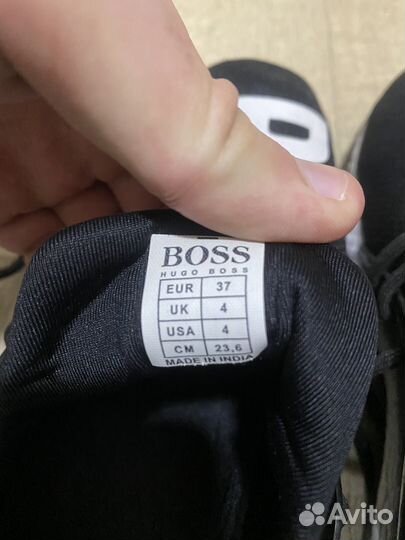 BOSS
HUGO BOSS
EUR 37
UK 4
USA 4
CM 23,6
MADE IN INDIA
Avito